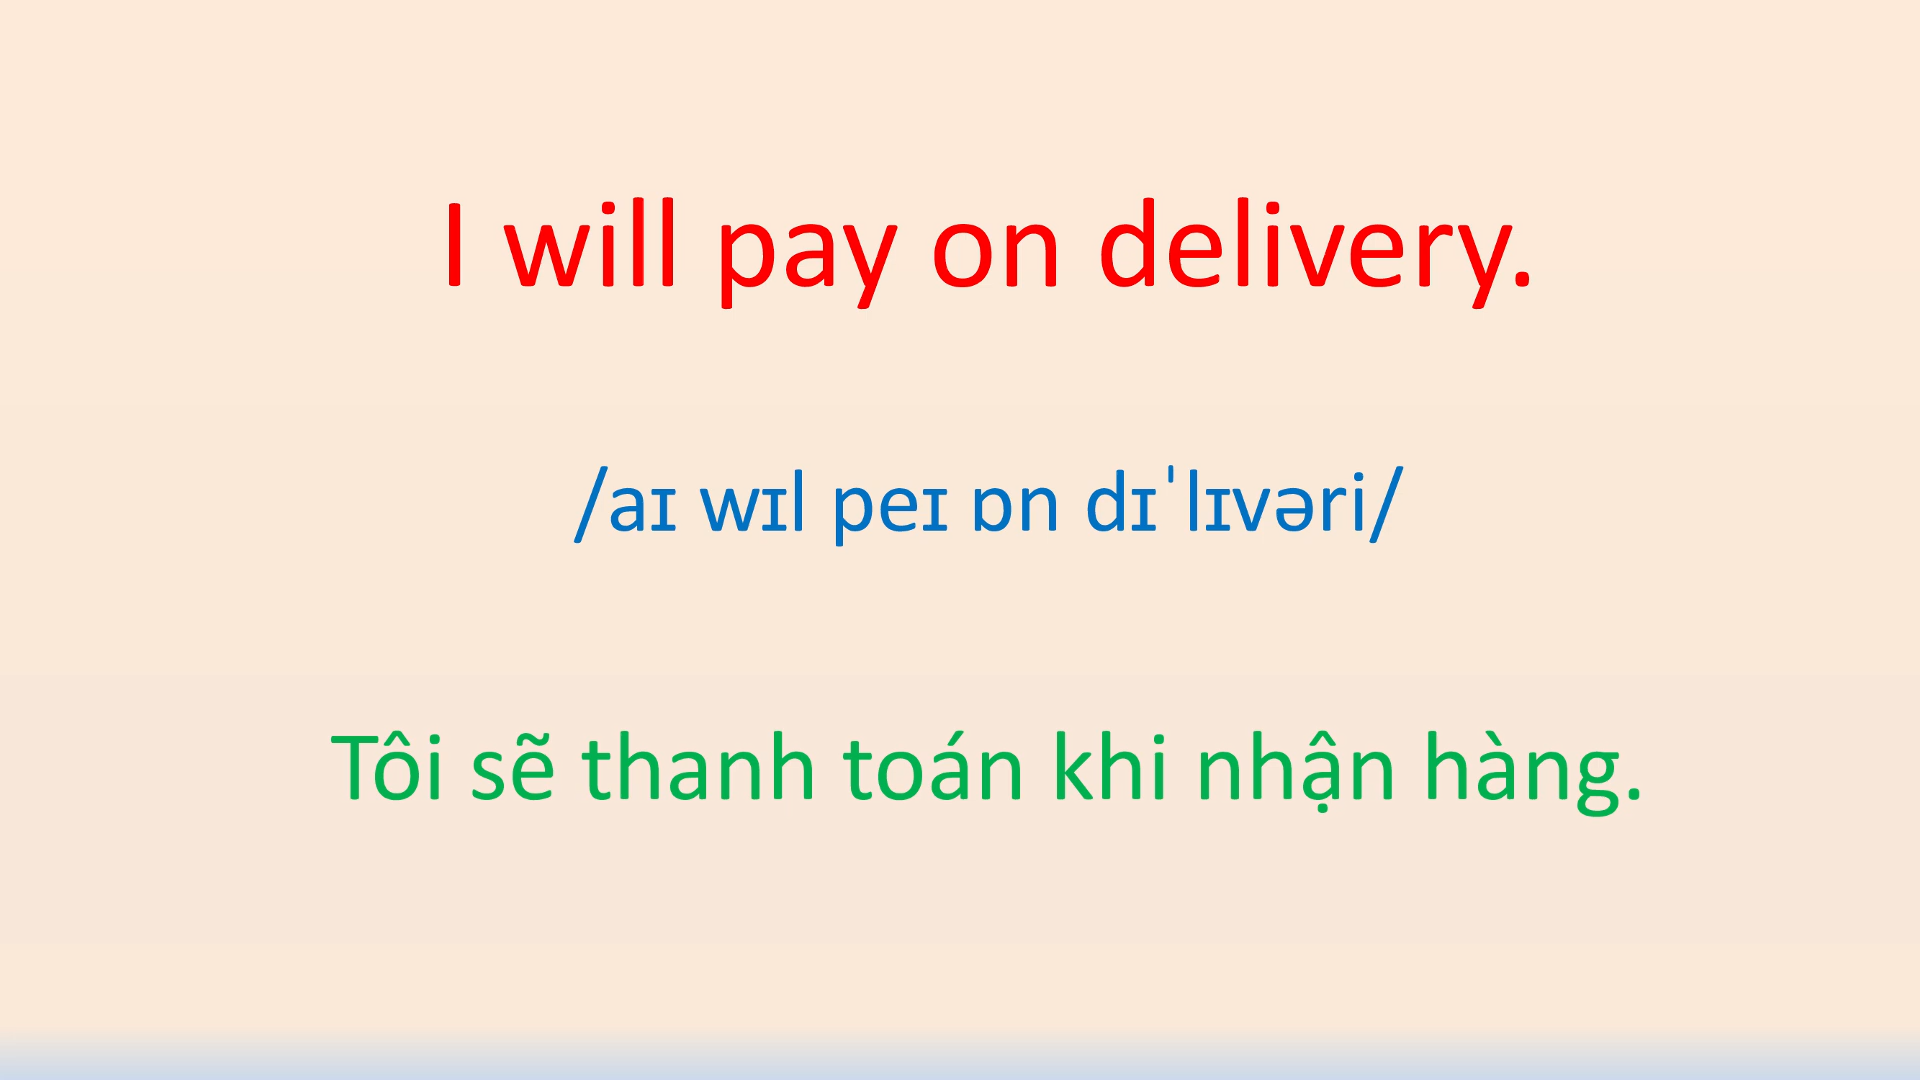 I will pay on delivery.
/aɪ wɪl peɪ ɒn dɪˈlɪvəri/
Tôi sẽ thanh toán khi nhận hàng.